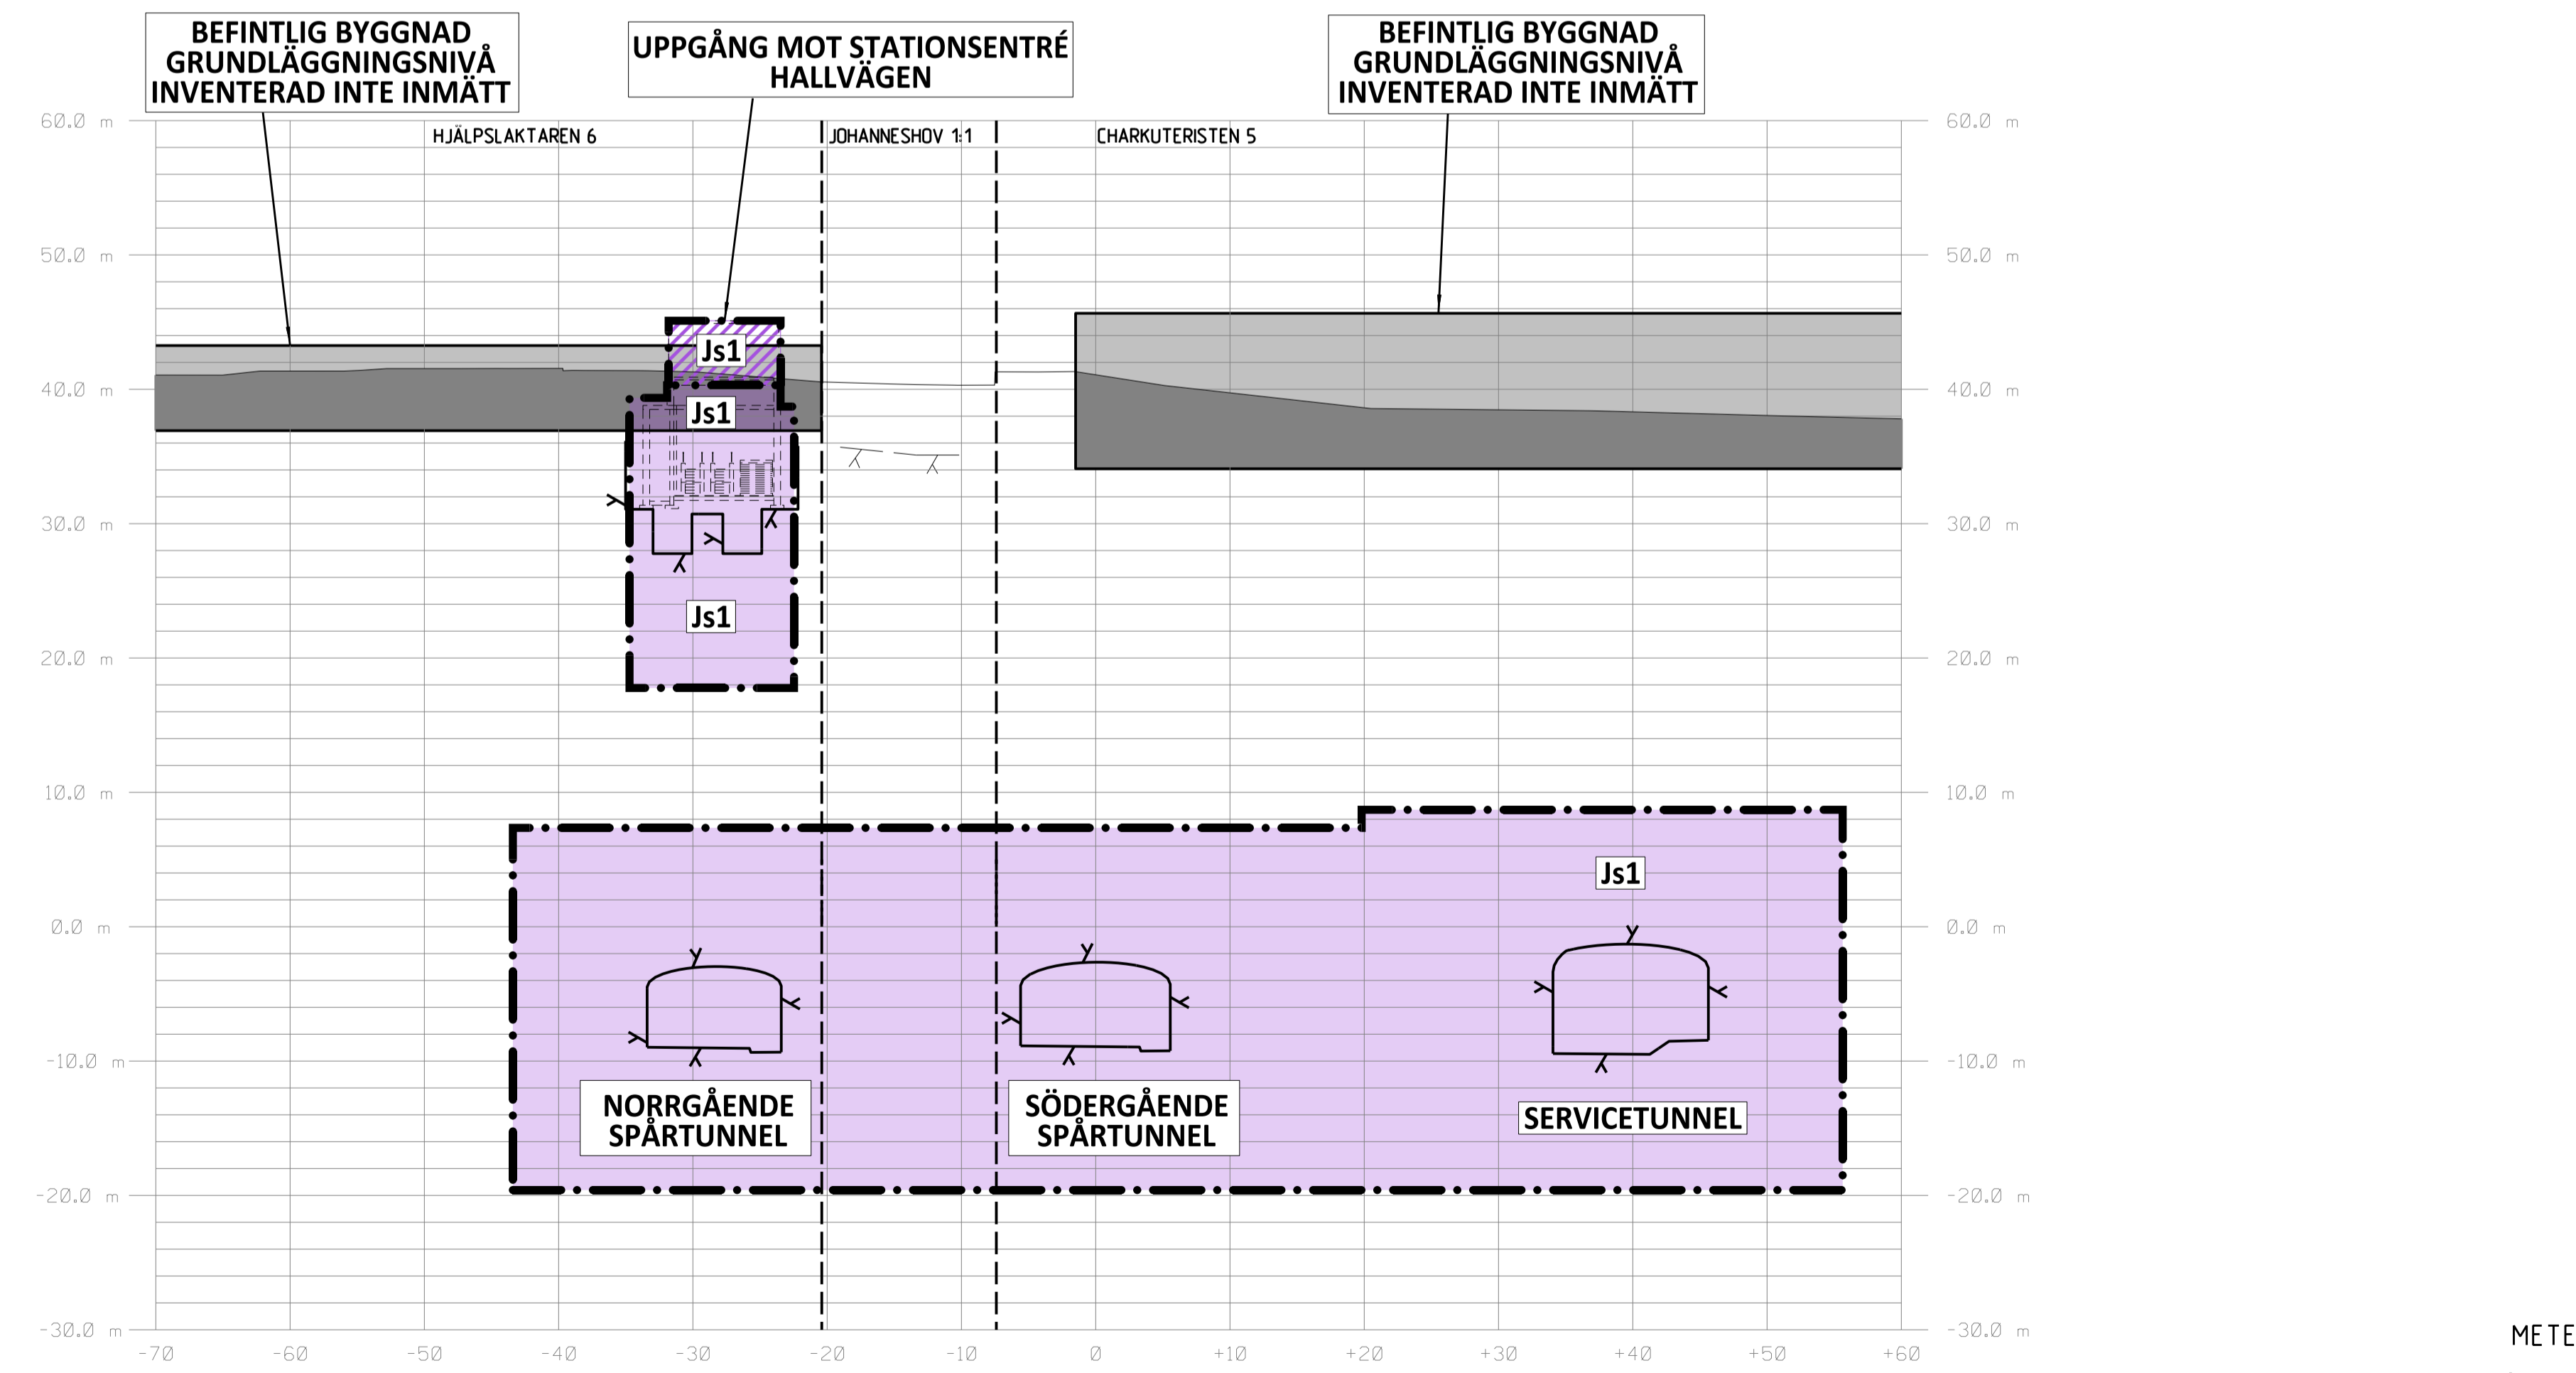 BEFINTLIG BYGGNAD
GRUNDLÄGGNINGSNIVÅ
INVENTERAD INTE INMÄTT
UPPGÅNG MOT STATIONSENTRÉ
HALLVÄGEN
BEFINTLIG BYGGNAD
GRUNDLÄGGNINGSNIVÅ
INVENTERAD INTE INMÄTT
60.0 m
60.0 m
HJÄLPSLAKTAREN 6
JOHANNESHOV 1:1
CHARKUTERISTEN 5
50.0 m
50.0 m
Js1
40.0 m
40.0 m
Js1
30.0 m
30.0 m
Js1
20.0 m
20.0 m
10.0 m
10.0 m
Js1
0.0 m
0.0 m
-10.0 m
-10.0 m
NORRGÅENDE
SPÅRTUNNEL
SÖDERGÅENDE
SPÅRTUNNEL
SERVICETUNNEL
-20.0 m
-20.0 m
-30.0 m
-30.0 m
METE
-70 -60 -50 -40 -30 -20 -10 0 +10 +20 +30 +40 +50 +60